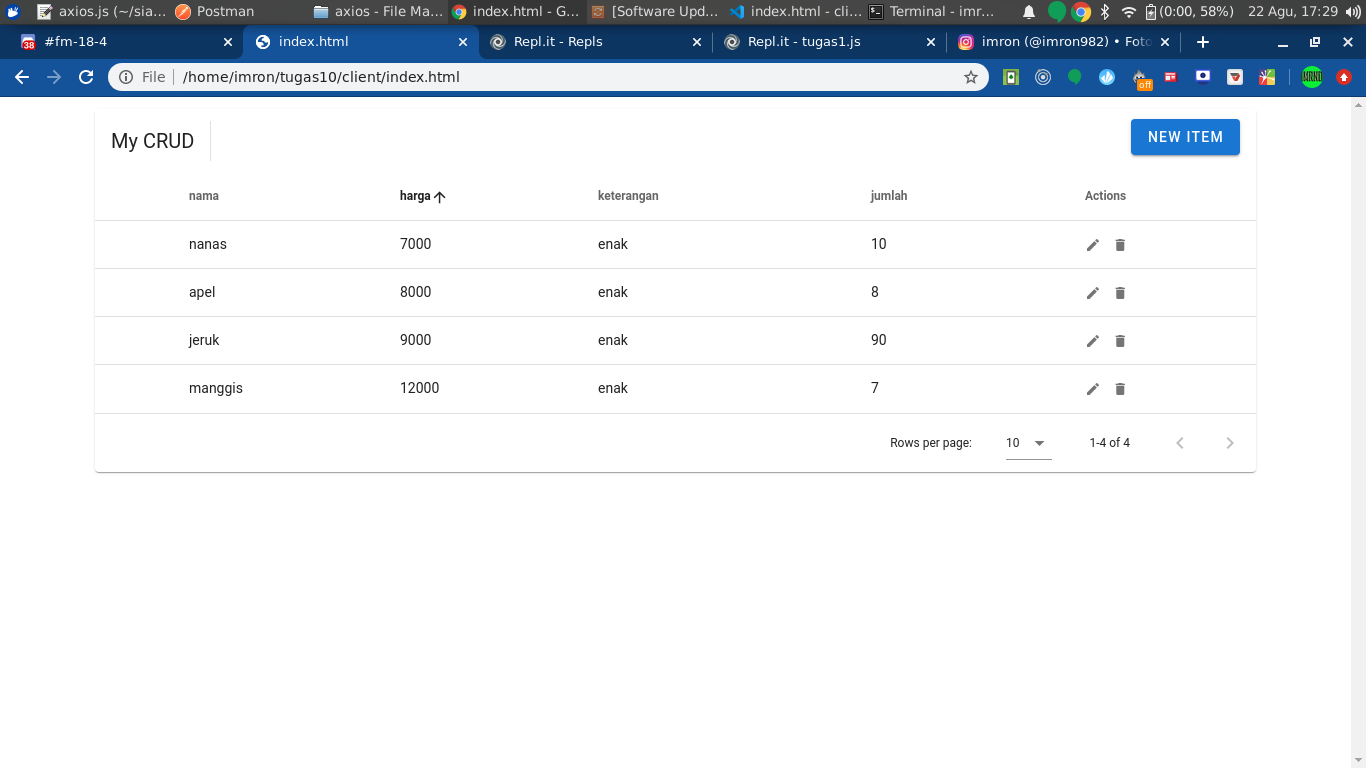 axios.js (~/sia... Postman axios - File Ma... index.html - G... [Software Upd... index.html - cli... Terminal - imr... (0:00, 58%) 22 Agu, 17:29
38 #fm-18-4 index.html Repl.it - Repls Repl.it - tugas1.js imron (@imron982) • Foto
File /home/imron/tugas10/client/index.html off
My CRUD NEW ITEM
nama harga keterangan jumlah Actions
nanas 7000 enak 10
apel 8000 enak 8
jeruk 9000 enak 90
manggis 12000 enak 7
Rows per page: 10 1-4 of 4